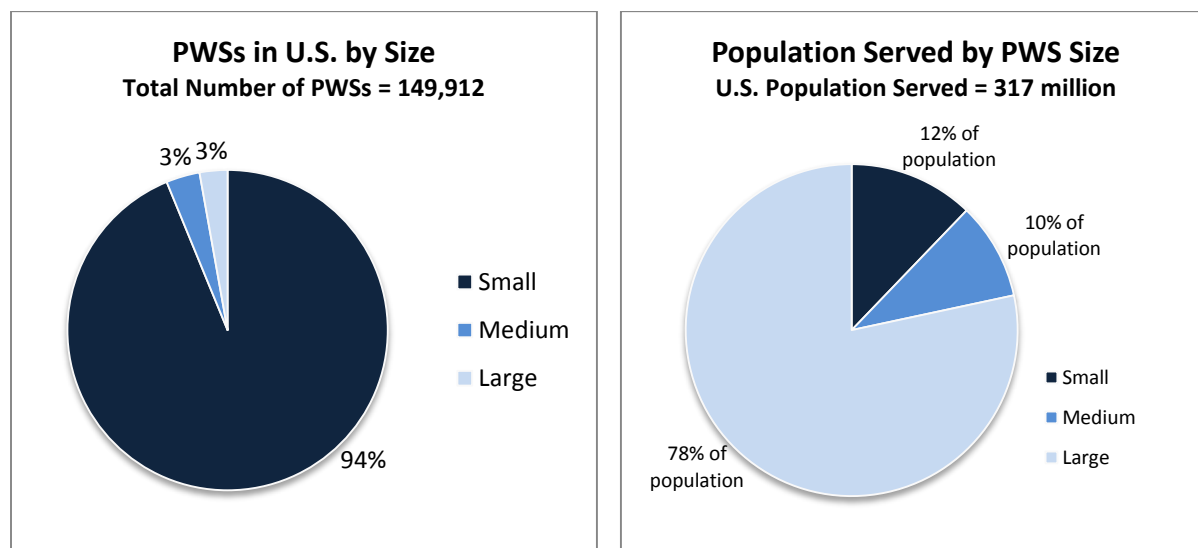 PWSs in U.S. by Size
Total Number of PWSs = 149,912
3%
3%
Small
Medium
Large
94%
Population Served by PWS Size
U.S. Population Served = 317 million
12% of
population
10% of
population
Small
Medium
Large
78% of
population